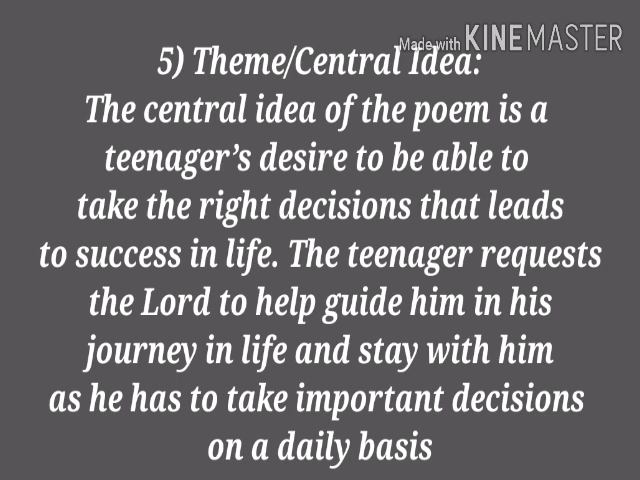 Made with KINEMASTER
5) Theme/Central Idea:
The central idea of the poem is a
teenager’s desire to be able to
take the right decisions that leads
to success in life. The teenager requests
the Lord to help guide him in his
journey in life and stay with him
as he has to take important decisions
on a daily basis